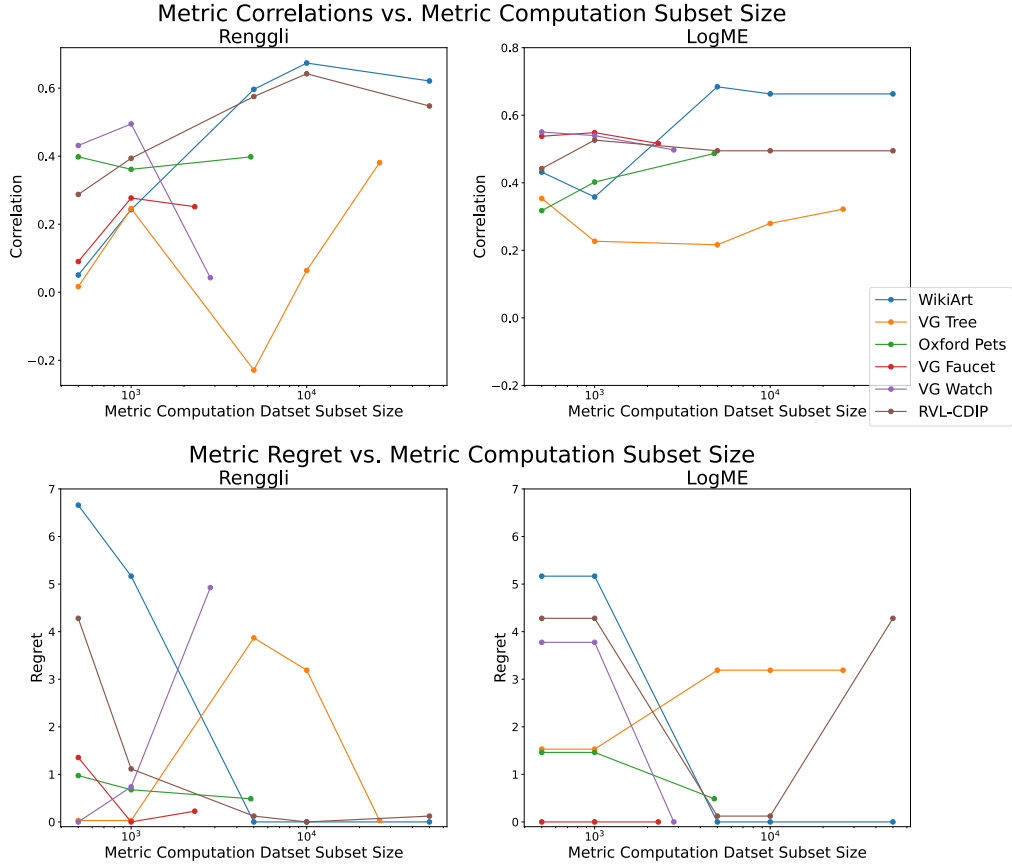 Metric Correlations vs. Metric Computation Subset Size
Renggli
LogME
0.6
0.4
0.2
0.0
−0.2
Correlation
10³
10⁴
Metric Computation Datset Subset Size
0.8
0.6
0.4
0.2
0.0
−0.2
Correlation
10³
10⁴
Metric Computation Datset Subset Size
WikiArt
VG Tree
Oxford Pets
VG Faucet
VG Watch
RVL-CDIP
Metric Regret vs. Metric Computation Subset Size
Renggli
LogME
7
6
5
4
3
2
1
0
Regret
10³
10⁴
Metric Computation Datset Subset Size
7
6
5
4
3
2
1
0
Regret
10³
10⁴
Metric Computation Datset Subset Size